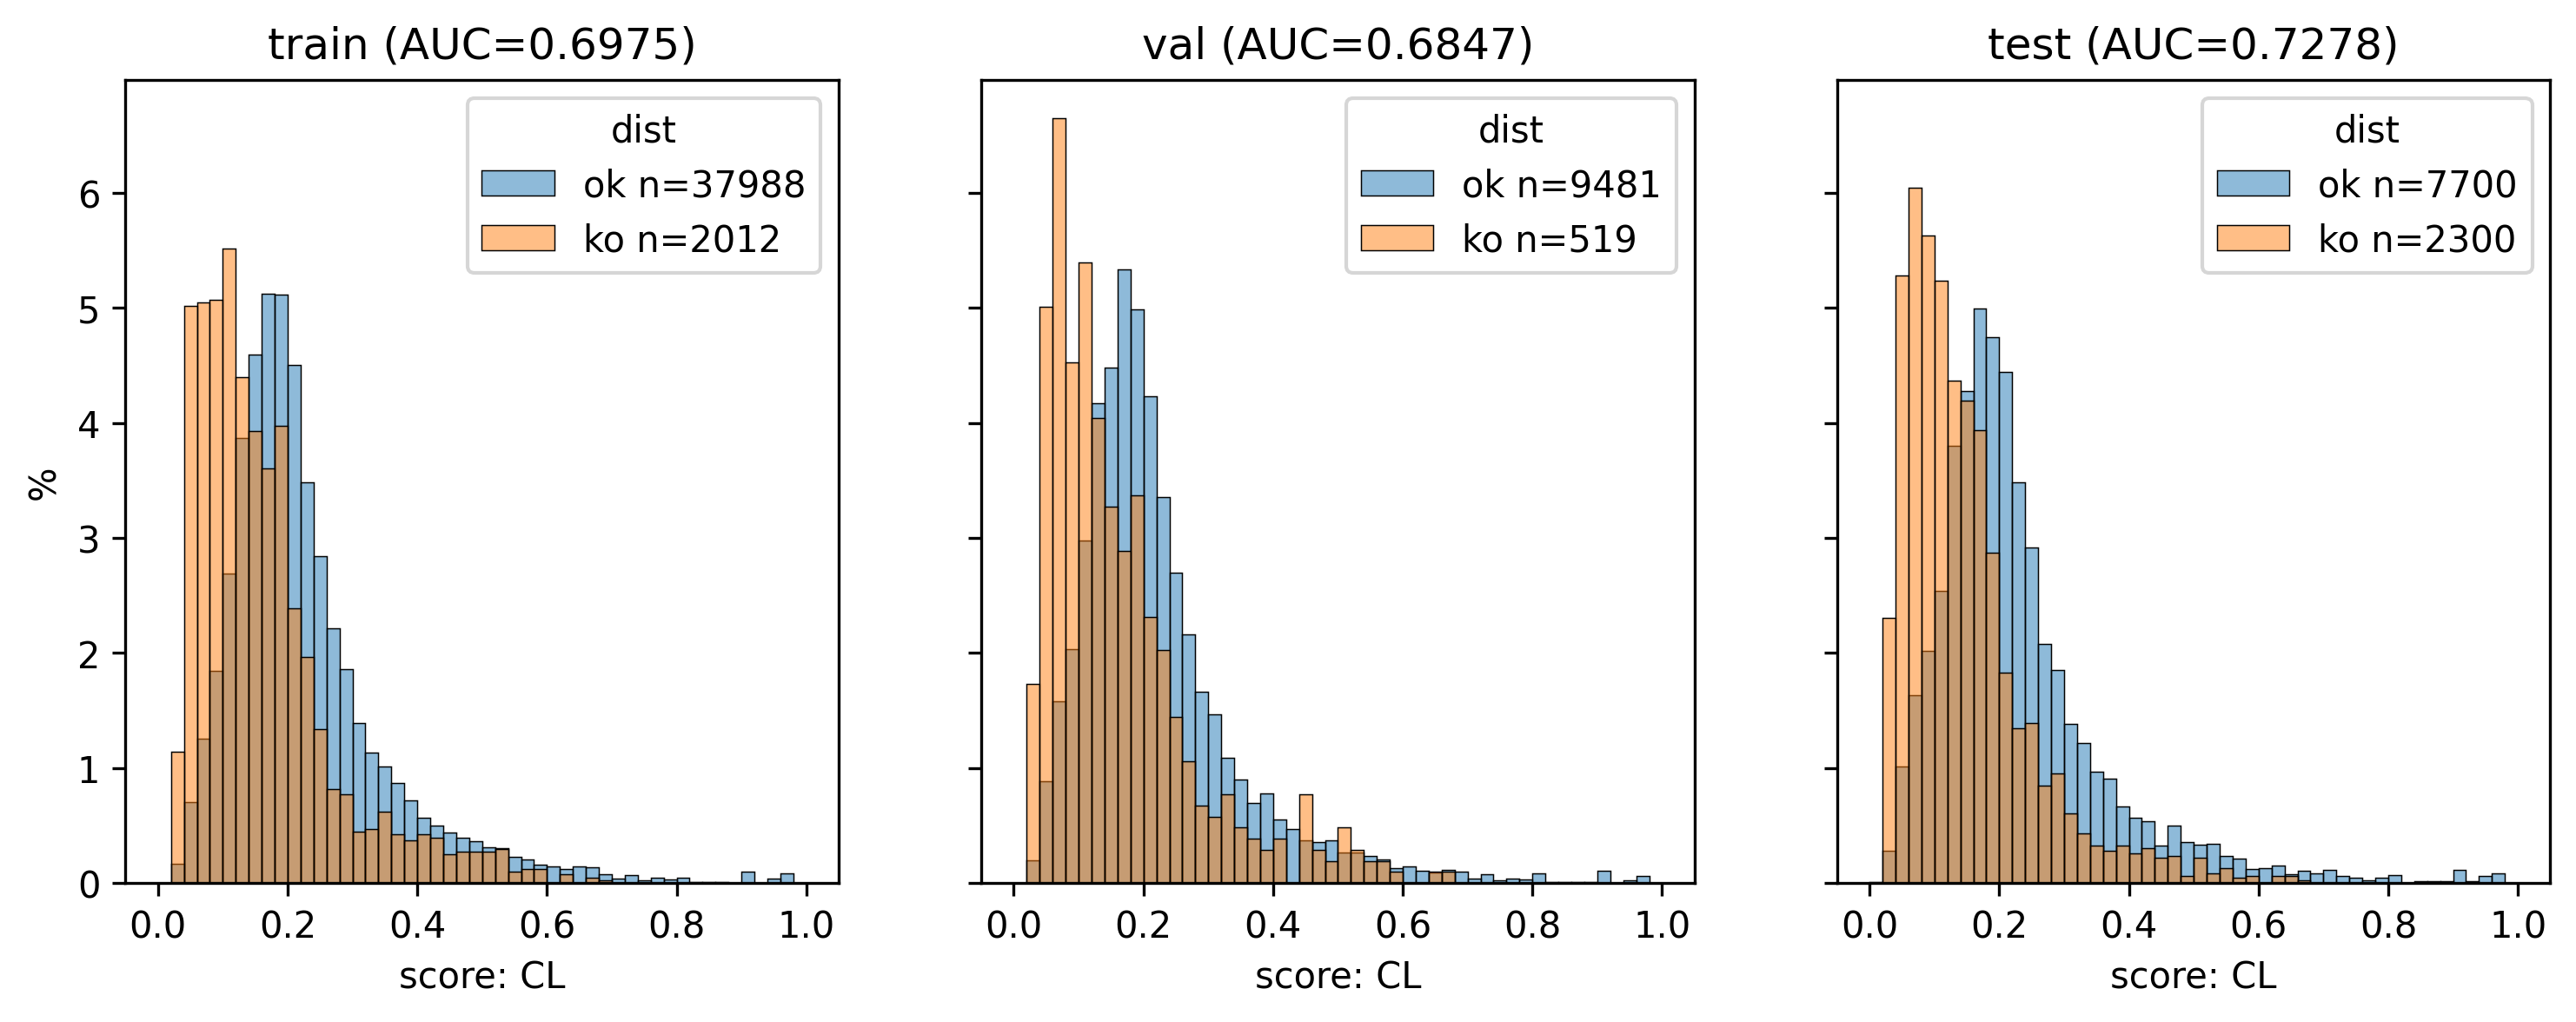 train (AUC=0.6975)
dist
ok n=37988
ko n=2012
%
6
5
4
3
2
1
0
0.0 0.2 0.4 0.6 0.8 1.0
score: CL
val (AUC=0.6847)
dist
ok n=9481
ko n=519
0.0 0.2 0.4 0.6 0.8 1.0
score: CL
test (AUC=0.7278)
dist
ok n=7700
ko n=2300
0.0 0.2 0.4 0.6 0.8 1.0
score: CL